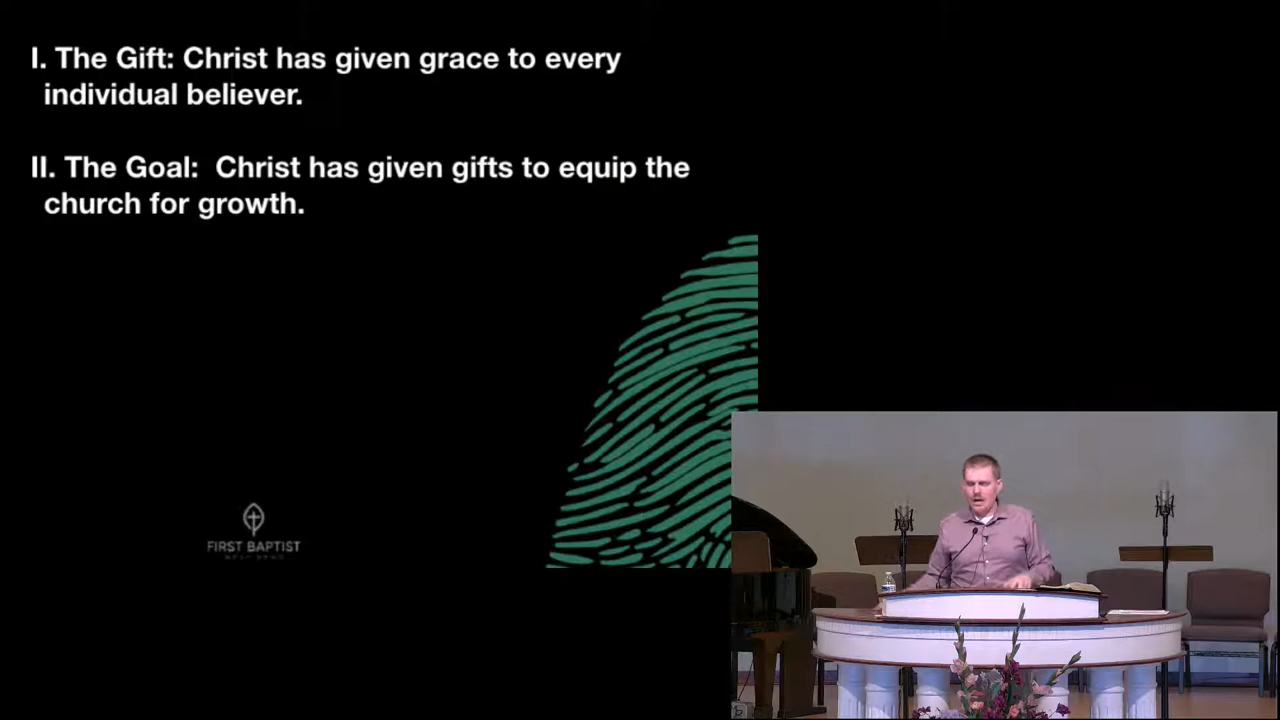 I. The Gift: Christ has given grace to every
individual believer.
II. The Goal:  Christ has given gifts to equip the
church for growth.
FIRST BAPTIST